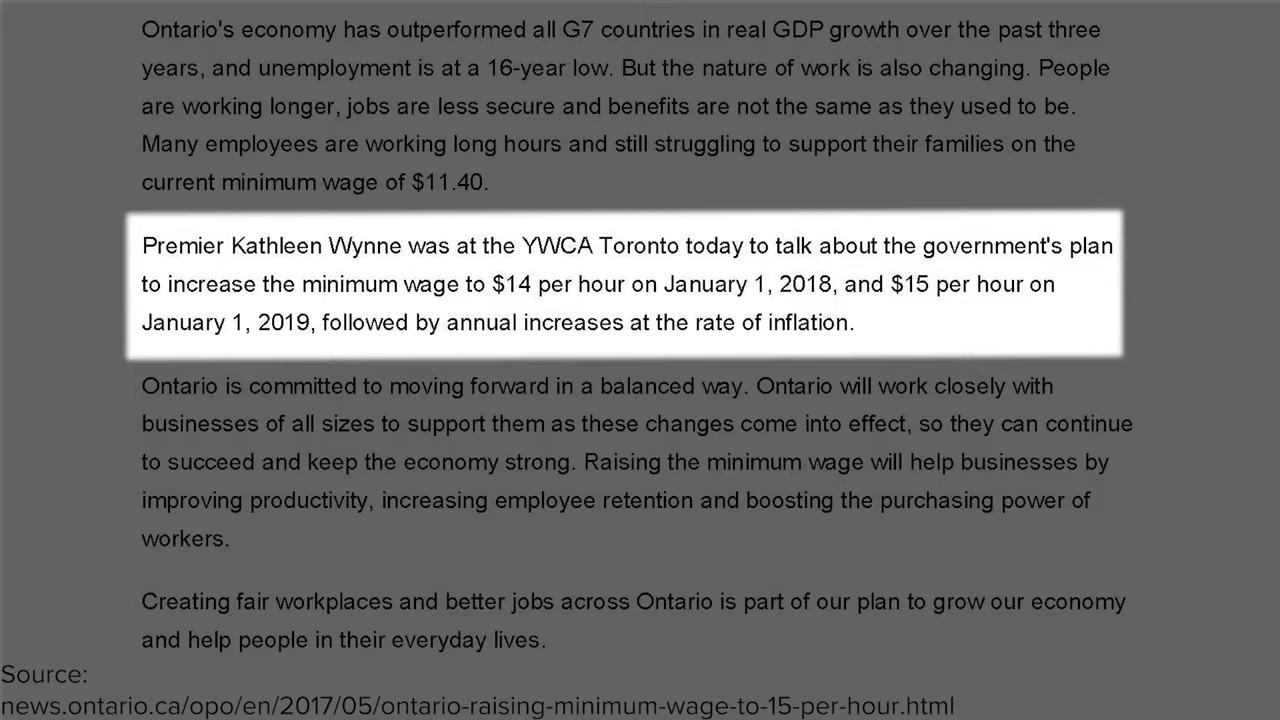 Ontario's economy has outperformed all G7 countries in real GDP growth over the past three
years, and unemployment is at a 16-year low. But the nature of work is also changing. People
are working longer, jobs are less secure and benefits are not the same as they used to be.
Many employees are working long hours and still struggling to support their families on the
current minimum wage of $11.40.
Premier Kathleen Wynne was at the YWCA Toronto today to talk about the government's plan
to increase the minimum wage to $14 per hour on January 1, 2018, and $15 per hour on
January 1, 2019, followed by annual increases at the rate of inflation.
Ontario is committed to moving forward in a balanced way. Ontario will work closely with
businesses of all sizes to support them as these changes come into effect, so they can continue
to succeed and keep the economy strong. Raising the minimum wage will help businesses by
improving productivity, increasing employee retention and boosting the purchasing power of
workers.
Creating fair workplaces and better jobs across Ontario is part of our plan to grow our economy
and help people in their everyday lives.
Source:
news.ontario.ca/opo/en/2017/05/ontario-raising-minimum-wage-to-15-per-hour.html